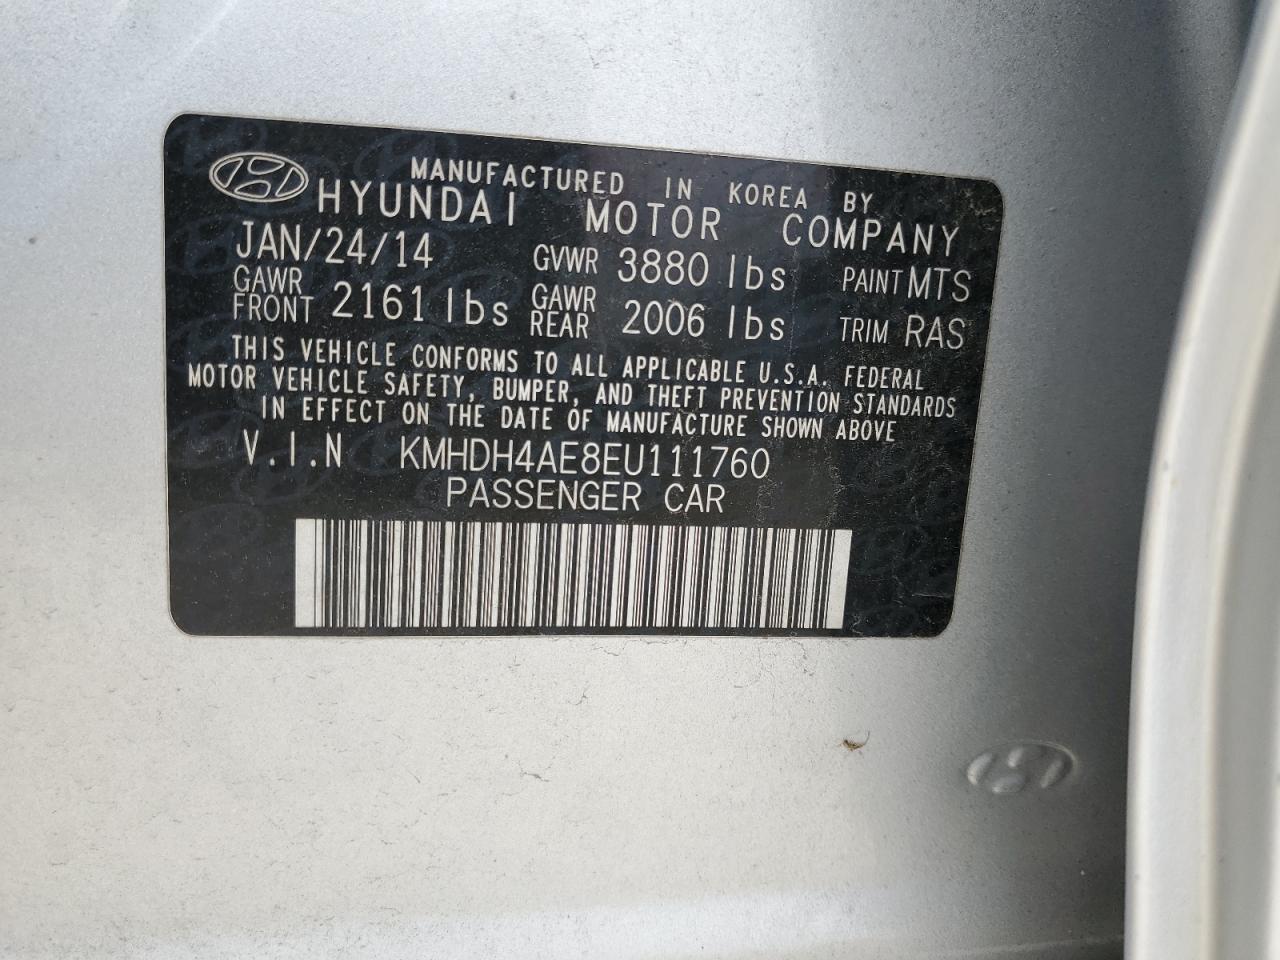 MANUFACTURED IN KOREA BY
HYUNDAI MOTOR COMPANY
JAN/24/14 GVWR 3880 lbs PAINT MTS
GAWR FRONT 2161 lbs GAWR REAR 2006 lbs TRIM RAS
THIS VEHICLE CONFORMS TO ALL APPLICABLE U.S.A. FEDERAL
MOTOR VEHICLE SAFETY, BUMPER, AND THEFT PREVENTION STANDARDS
IN EFFECT ON THE DATE OF MANUFACTURE SHOWN ABOVE
V.I.N KMHDH4AE8EU111760
PASSENGER CAR